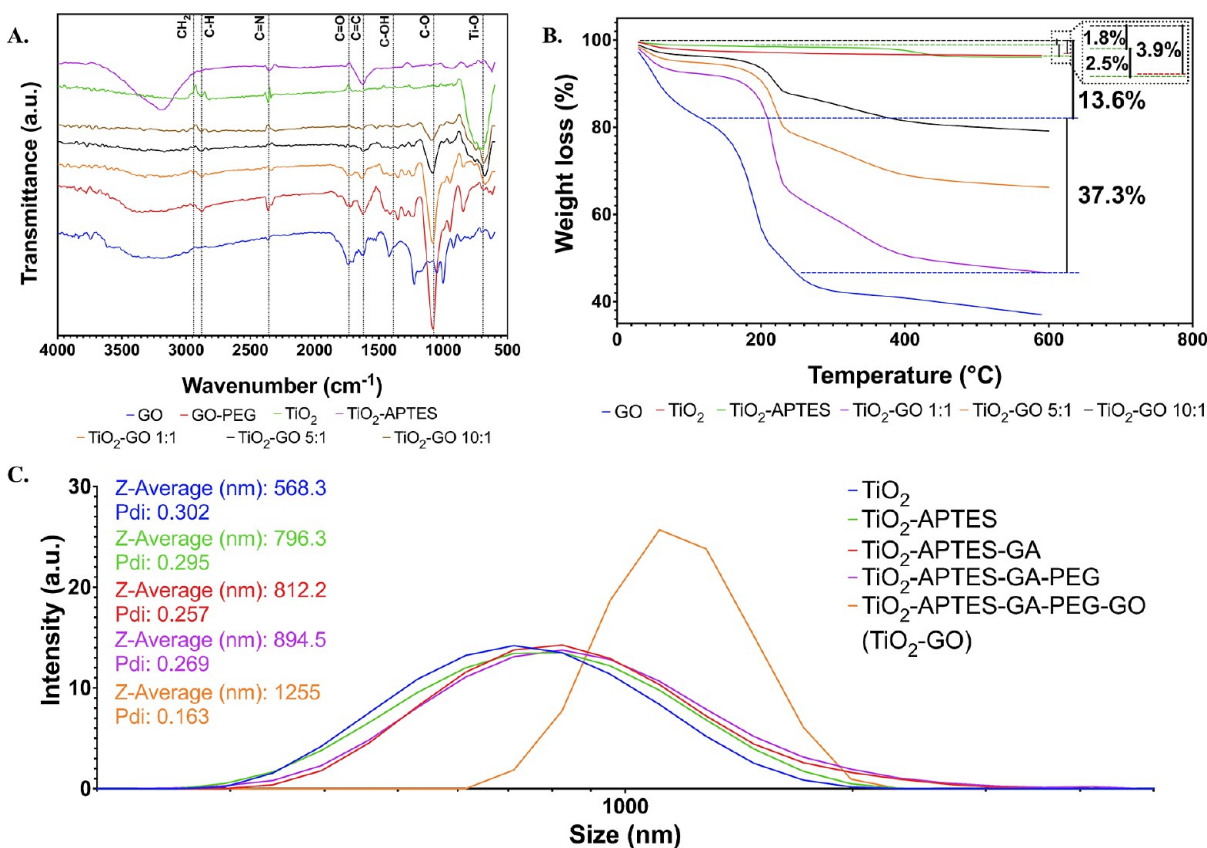 A.
CH2
C-H
C=N
C=O
C=C
C-OH
C-O
Ti-O
Transmittance (a.u.)
4000 3000 2000 1500 1000 500
Wavenumber (cm-1)
GO GO-PEG TiO2 TiO2-APTES
TiO2-GO 1:1 TiO2-GO 5:1 TiO2-GO 10:1
B.
Weight loss (%)
100
80
60
40
1.8%
2.5%
3.9%
13.6%
37.3%
0 200 400 600 800
Temperature (°C)
GO TiO2 TiO2-APTES TiO2-GO 1:1 TiO2-GO 5:1 TiO2-GO 10:1
C.
Intensity (a.u.)
30
20
10
0
Z-Average (nm): 568.3
Pdi: 0.302
Z-Average (nm): 796.3
Pdi: 0.295
Z-Average (nm): 812.2
Pdi: 0.257
Z-Average (nm): 894.5
Pdi: 0.269
Z-Average (nm): 1255
Pdi: 0.163
TiO2
TiO2-APTES
TiO2-APTES-GA
TiO2-APTES-GA-PEG
TiO2-APTES-GA-PEG-GO
(TiO2-GO)
1000
Size (nm)